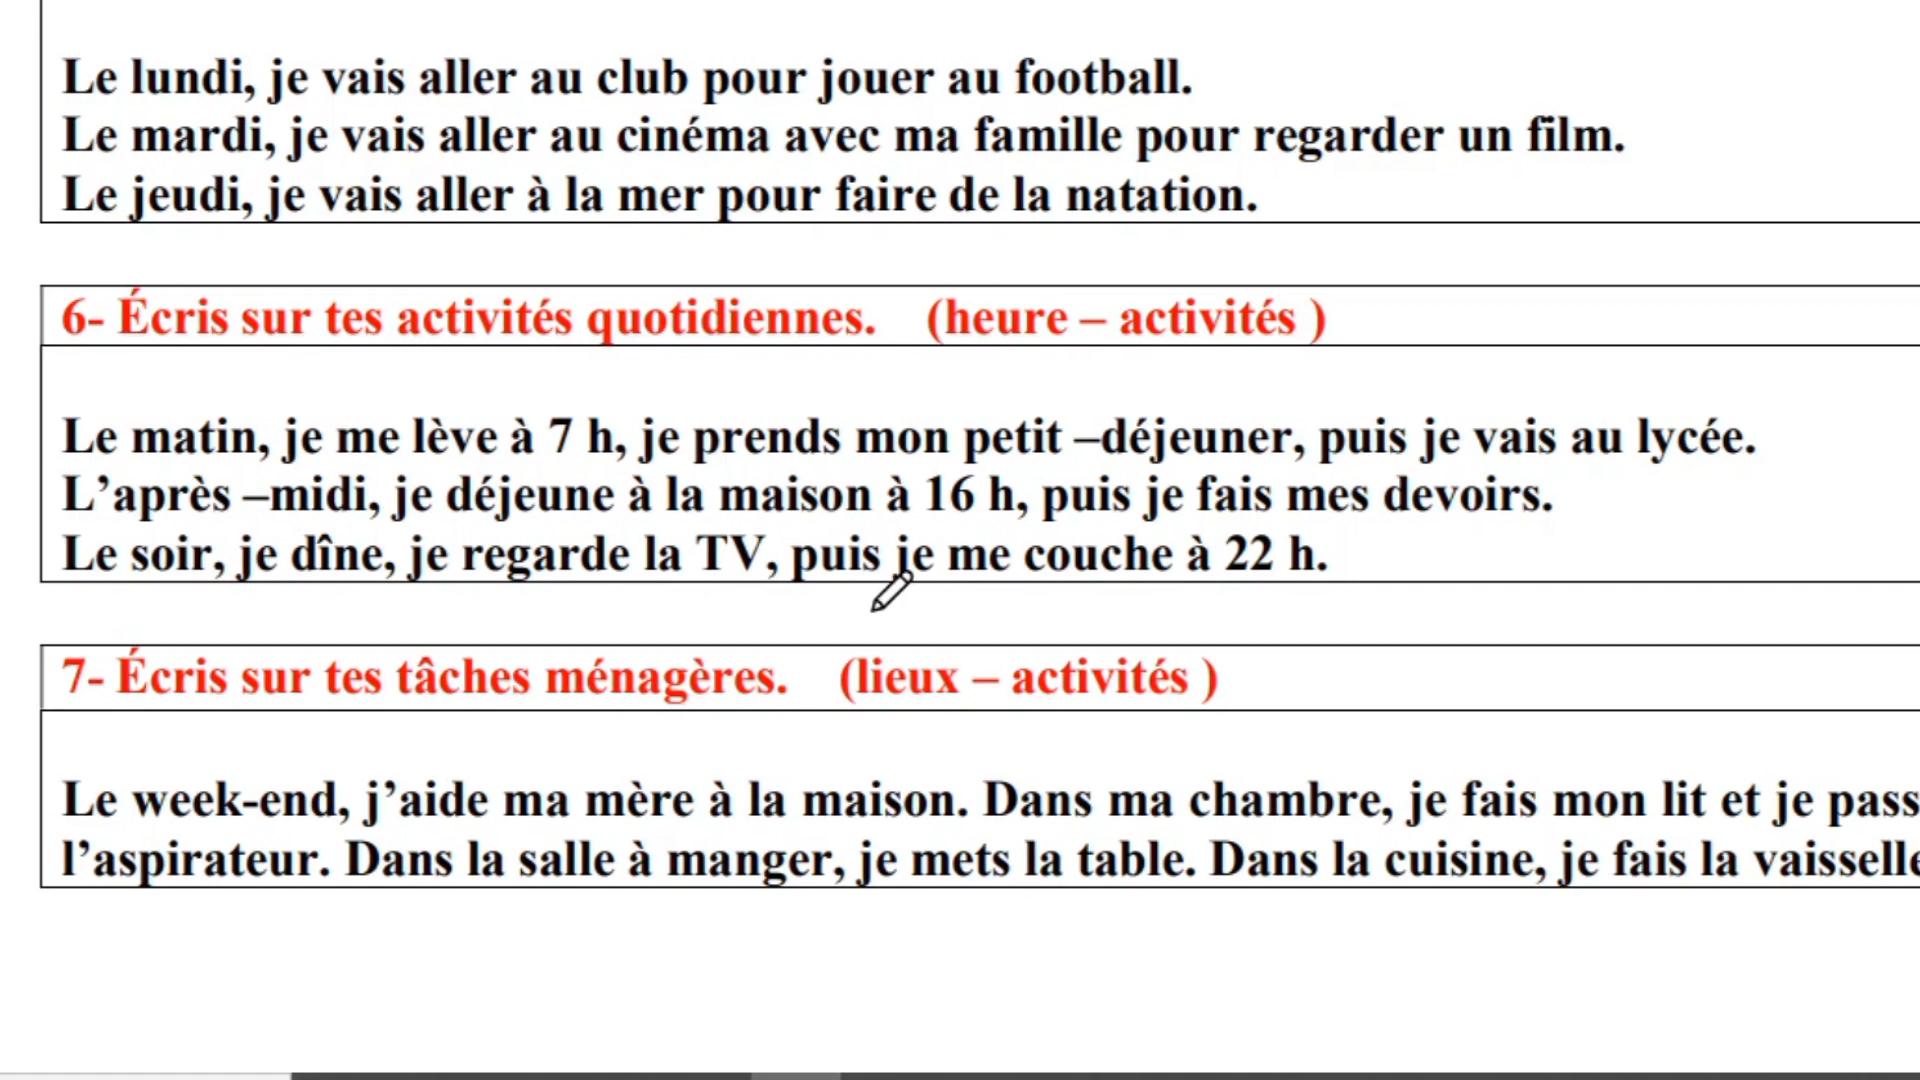 Le lundi, je vais aller au club pour jouer au football.
Le mardi, je vais aller au cinéma avec ma famille pour regarder un film.
Le jeudi, je vais aller à la mer pour faire de la natation.
6- Écris sur tes activités quotidiennes. (heure – activités )
Le matin, je me lève à 7 h, je prends mon petit –déjeuner, puis je vais au lycée.
L’après –midi, je déjeune à la maison à 16 h, puis je fais mes devoirs.
Le soir, je dîne, je regarde la TV, puis je me couche à 22 h.
7- Écris sur tes tâches ménagères. (lieux – activités )
Le week-end, j’aide ma mère à la maison. Dans ma chambre, je fais mon lit et je pass
l’aspirateur. Dans la salle à manger, je mets la table. Dans la cuisine, je fais la vaisselle